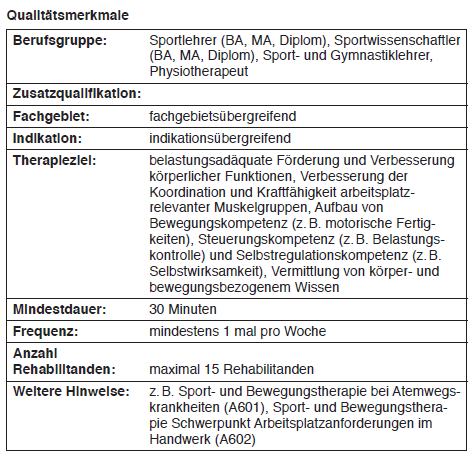 Qualitätsmerkmale
Berufsgruppe: Sportlehrer (BA, MA, Diplom), Sportwissenschaftler
(BA, MA, Diplom), Sport- und Gymnastiklehrer,
Physiotherapeut
Zusatzqualifikation:
Fachgebiet: fachgebietsübergreifend
Indikation: indikationsübergreifend
Therapieziel: belastungsadäquate Förderung und Verbesserung
körperlicher Funktionen, Verbesserung der
Koordination und Kraftfähigkeit arbeitsplatz-
relevanter Muskelgruppen, Aufbau von
Bewegungskompetenz (z. B. motorische Fertig-
keiten), Steuerungskompetenz (z. B. Belastungs-
kontrolle) und Selbstregulationskompetenz (z. B.
Selbstwirksamkeit), Vermittlung von körper- und
bewegungsbezogenem Wissen
Mindestdauer: 30 Minuten
Frequenz: mindestens 1 mal pro Woche
Anzahl
Rehabilitanden: maximal 15 Rehabilitanden
Weitere Hinweise: z. B. Sport- und Bewegungstherapie bei Atemwegs-
krankheiten (A601), Sport- und Bewegungsthera-
pie Schwerpunkt Arbeitsplatzanforderungen im
Handwerk (A602)